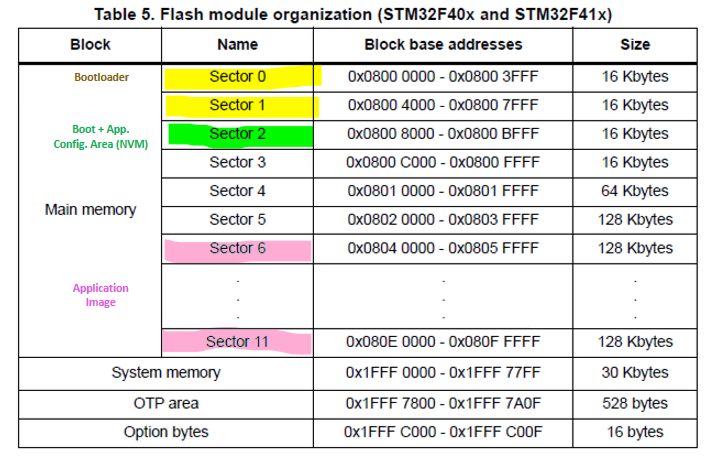 Table 5. Flash module organization (STM32F40x and STM32F41x)
Block Name Block base addresses Size
Bootloader Sector 0 0x0800 0000 - 0x0800 3FFF 16 Kbytes
Sector 1 0x0800 4000 - 0x0800 7FFF 16 Kbytes
Boot + App.
Config. Area (NVM)
Sector 2 0x0800 8000 - 0x0800 BFFF 16 Kbytes
Sector 3 0x0800 C000 - 0x0800 FFFF 16 Kbytes
Sector 4 0x0801 0000 - 0x0801 FFFF 64 Kbytes
Main memory
Sector 5 0x0802 0000 - 0x0803 FFFF 128 Kbytes
Sector 6 0x0804 0000 - 0x0805 FFFF 128 Kbytes
Application
Image
. . .
. . .
. . .
Sector 11 0x080E 0000 - 0x080F FFFF 128 Kbytes
System memory 0x1FFF 0000 - 0x1FFF 77FF 30 Kbytes
OTP area 0x1FFF 7800 - 0x1FFF 7A0F 528 bytes
Option bytes 0x1FFF C000 - 0x1FFF C00F 16 bytes